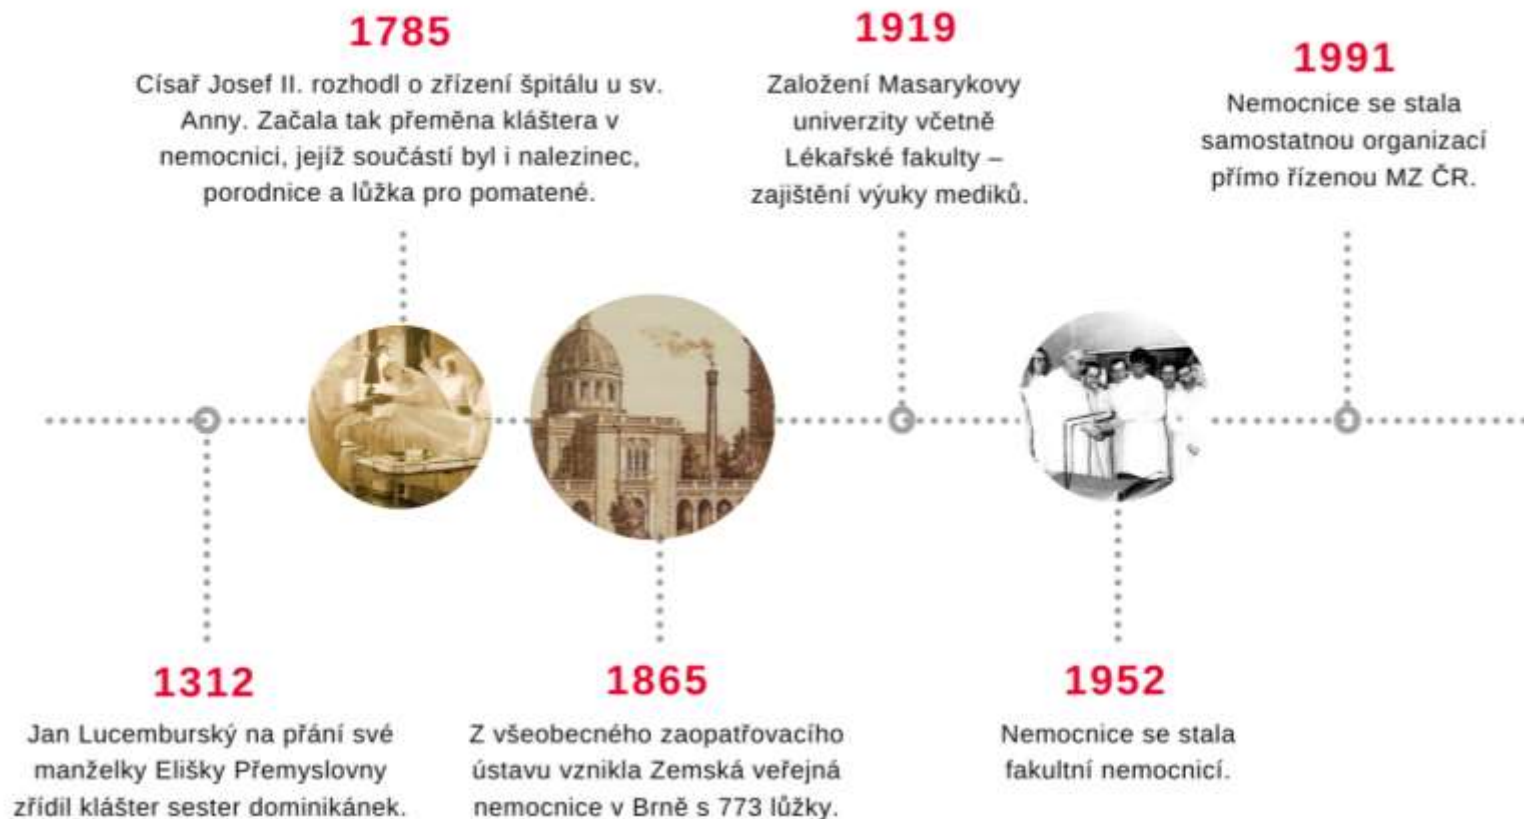 1785
Císař Josef II. rozhodl o zřízení špitálu u sv.
Anny. Začala tak přeměna kláštera v
nemocnici, jejíž součástí byl i nalezinec,
porodnice a lůžka pro pomatené.
1919
Založení Masarykovy
univerzity včetně
Lékařské fakulty –
zajištění výuky mediků.
1991
Nemocnice se stala
samostatnou organizací
přímo řízenou MZ ČR.
1312
Jan Lucemburský na přání své
manželky Elišky Přemyslovny
zřídil klášter sester dominikánek.
1865
Z všeobecného zaopatřovacího
ústavu vznikla Zemská veřejná
nemocnice v Brně s 773 lůžky.
1952
Nemocnice se stala
fakultní nemocnicí.